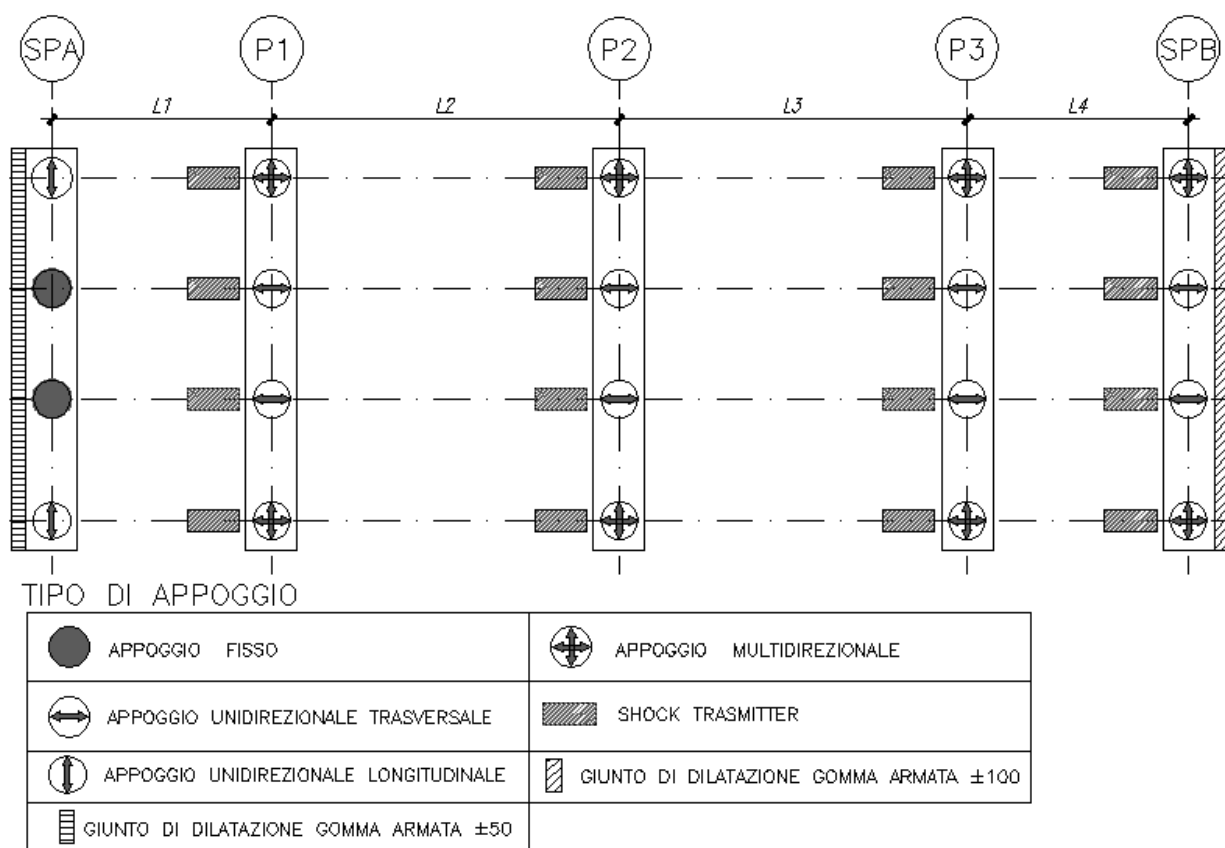 SPA P1 P2 P3 SPB
L1 L2 L3 L4
TIPO DI APPOGGIO
APPOGGIO FISSO
APPOGGIO MULTIDIREZIONALE
APPOGGIO UNIDIREZIONALE TRASVERSALE
SHOCK TRASMITTER
APPOGGIO UNIDIREZIONALE LONGITUDINALE
GIUNTO DI DILATAZIONE GOMMA ARMATA ±100
GIUNTO DI DILATAZIONE GOMMA ARMATA ±50